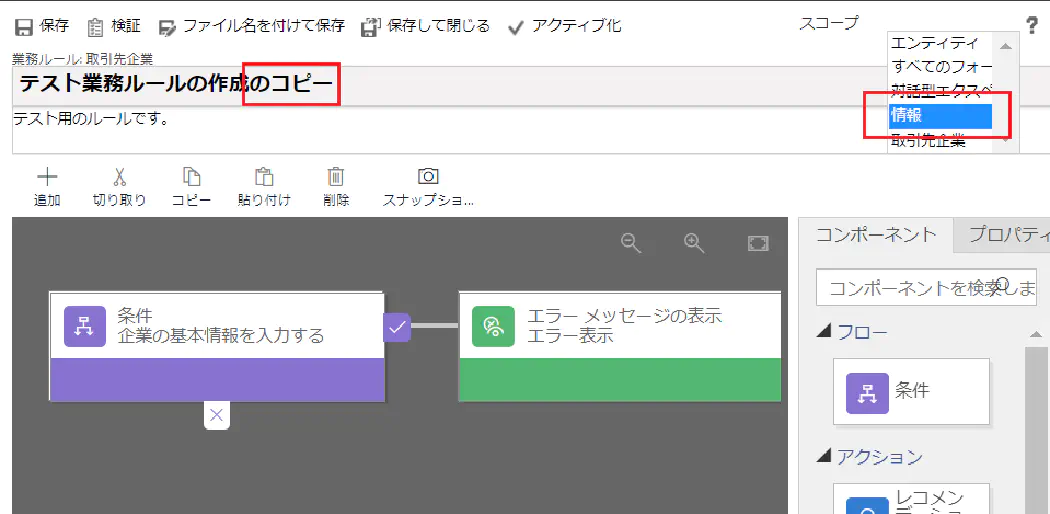 保存 検証 ファイル名を付けて保存 保存して閉じる アクティブ化 スコープ ?
エンティティ
すべてのフォー
対話型エクスペ
情報
取引先企業
業務ルール: 取引先企業
テスト業務ルールの作成のコピー
テスト用のルールです。
追加 切り取り コピー 貼り付け 削除 スナップショ...
条件
企業の基本情報を入力する
エラー メッセージの表示
エラー表示
コンポーネント プロパティ
コンポーネントを検索しま
フロー
条件
アクション
レコメン
デーショ